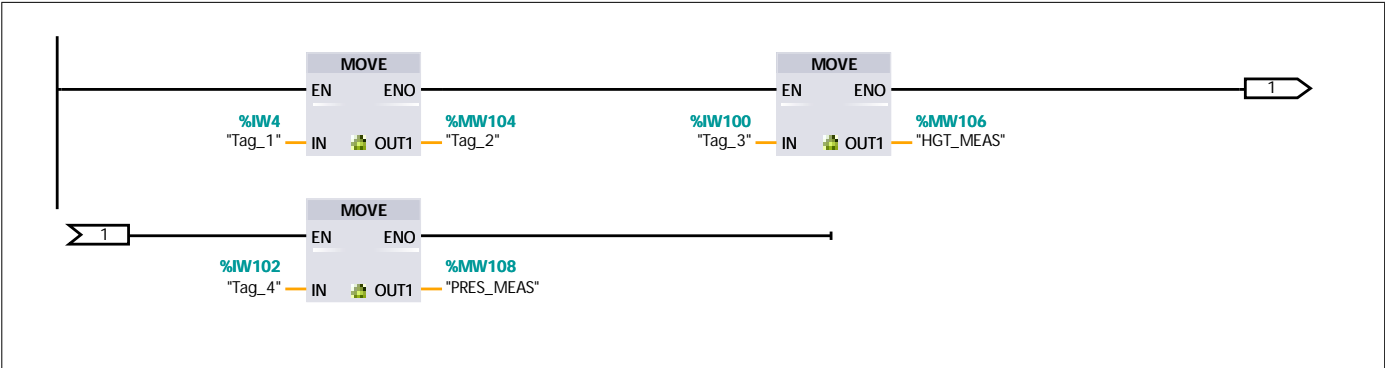 MOVE MOVE
EN ENO EN ENO 1
%IW4 %MW104 %IW100 %MW106
"Tag_1" IN OUT1 "Tag_2" "Tag_3" IN OUT1 "HGT_MEAS"
MOVE
1 EN ENO
%IW102 %MW108
"Tag_4" IN OUT1 "PRES_MEAS"